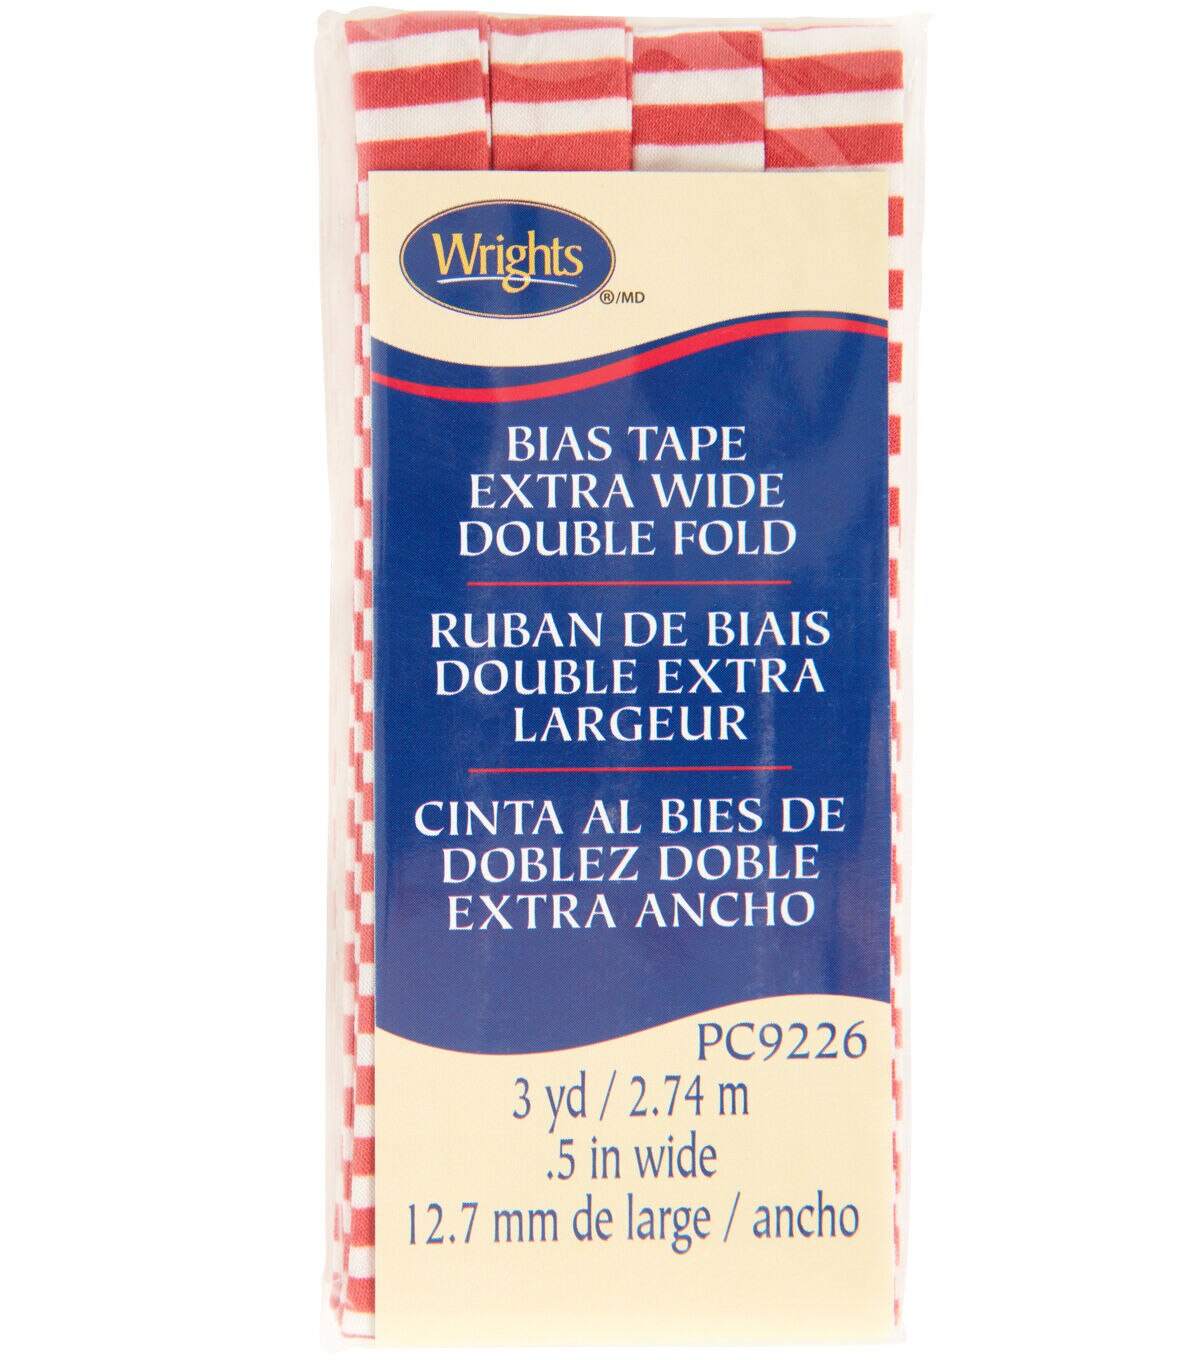 Wrights
®/MD
BIAS TAPE
EXTRA WIDE
DOUBLE FOLD
RUBAN DE BIAIS
DOUBLE EXTRA
LARGEUR
CINTA AL BIES DE
DOBLEZ DOBLE
EXTRA ANCHO
PC9226
3 yd / 2.74 m
.5 in wide
12.7 mm de large / ancho